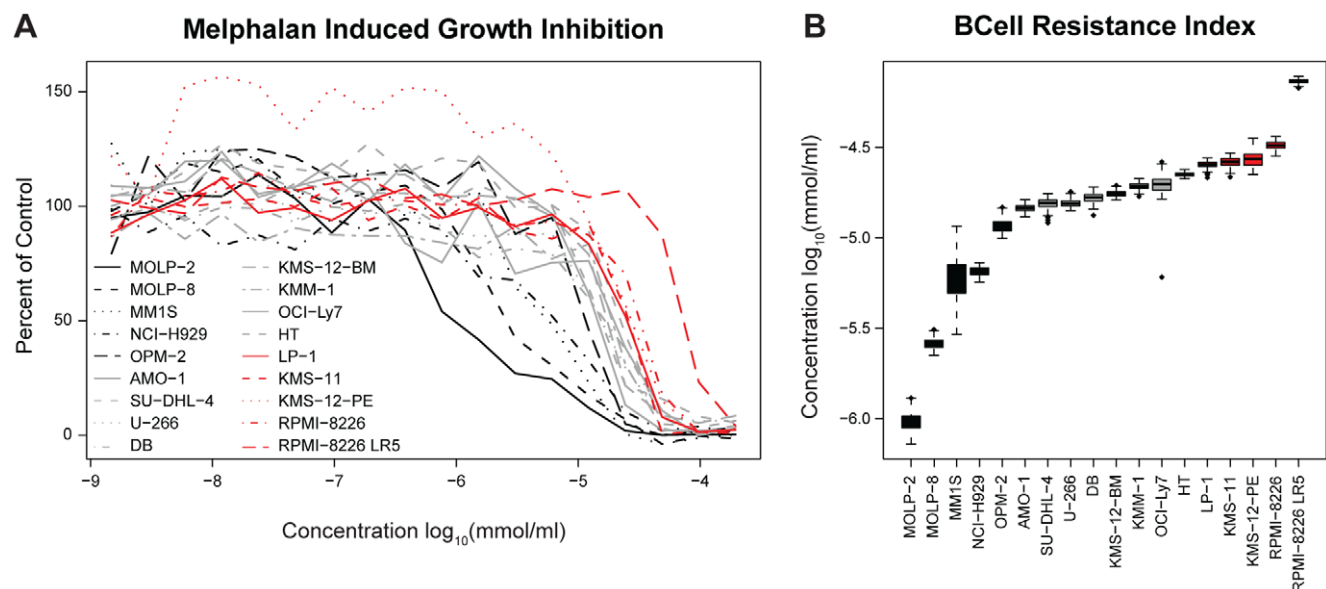 A
Melphalan Induced Growth Inhibition
Percent of Control
150
100
50
0
MOLP−2
MOLP−8
MM1S
NCI−H929
OPM−2
AMO−1
SU−DHL−4
U−266
DB
KMS−12−BM
KMM−1
OCI−Ly7
HT
LP−1
KMS−11
KMS−12−PE
RPMI−8226
RPMI−8226 LR5
−9
−8
−7
−6
−5
−4
Concentration log10(mmol/ml)
B
BCell Resistance Index
Concentration log10(mmol/ml)
−4.5
−5.0
−5.5
−6.0
MOLP−2
MOLP−8
MM1S
NCI−H929
OPM−2
AMO−1
SU−DHL−4
U−266
DB
KMS−12−BM
KMM−1
OCI−Ly7
HT
LP−1
KMS−11
KMS−12−PE
RPMI−8226
RPMI−8226 LR5